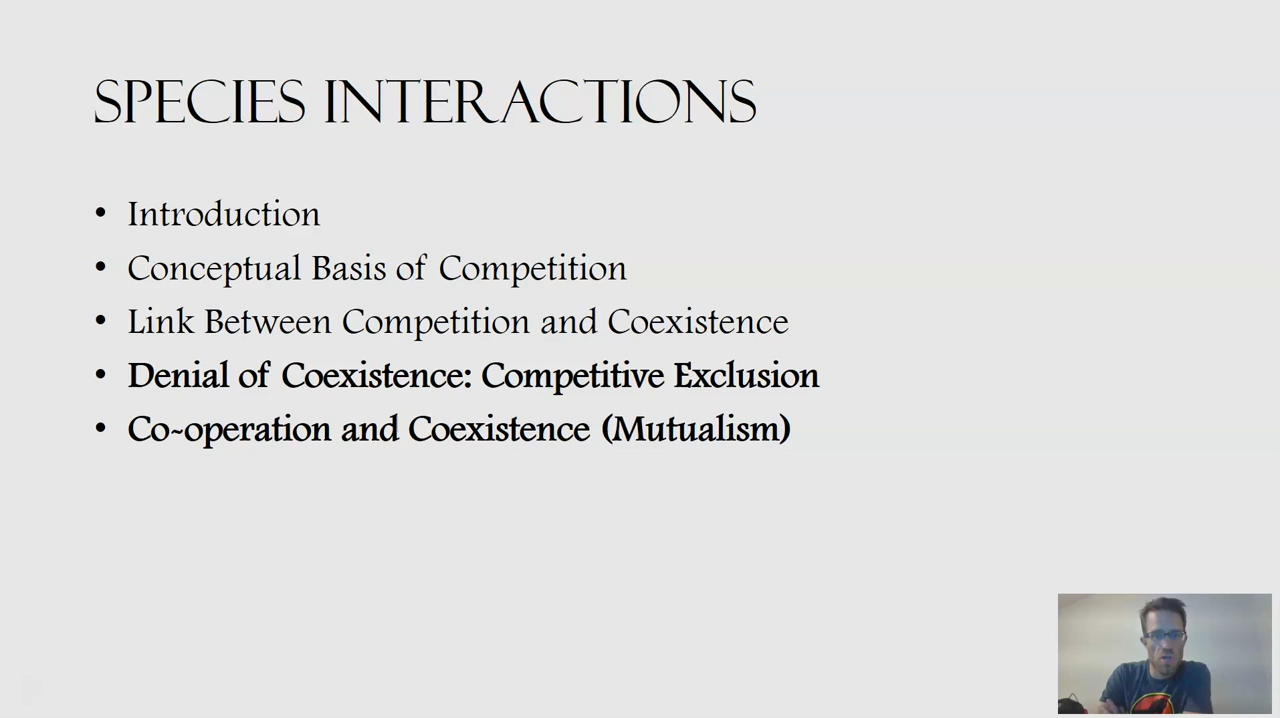 SPECIES INTERACTIONS
• Introduction
• Conceptual Basis of Competition
• Link Between Competition and Coexistence
• Denial of Coexistence: Competitive Exclusion
• Co-operation and Coexistence (Mutualism)